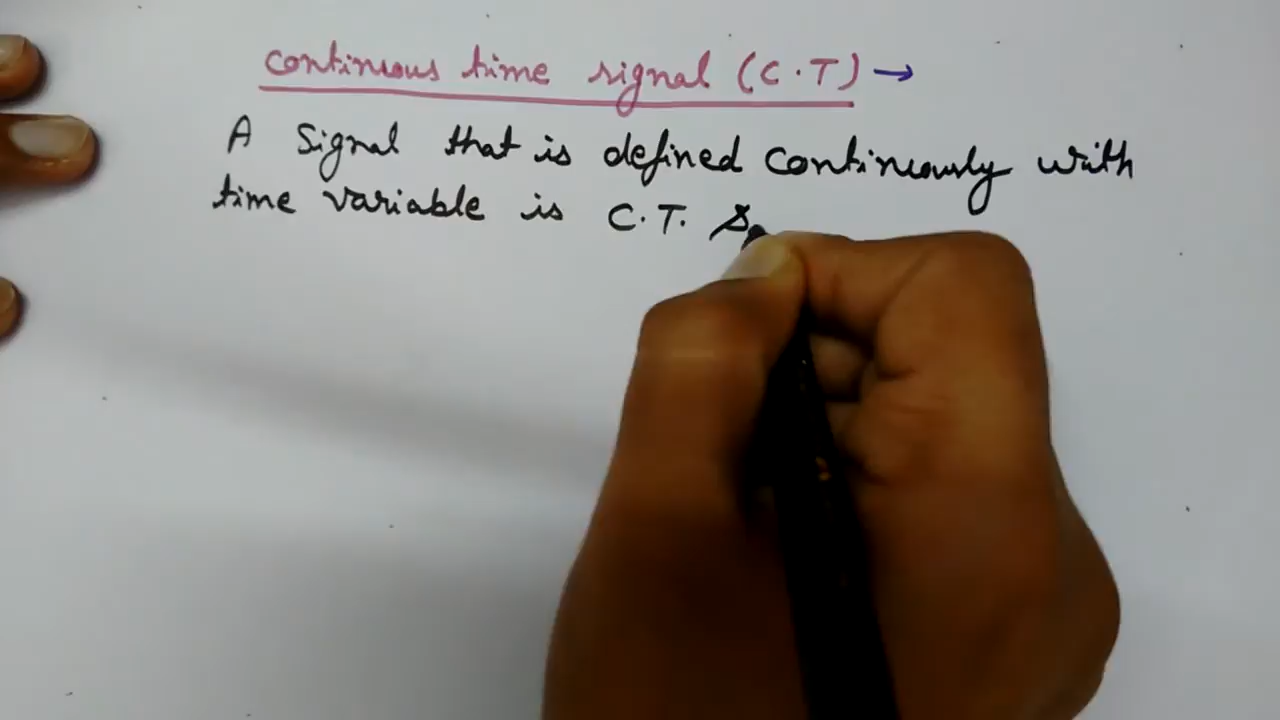 continuous time signal (C.T) →
A Signal that is defined continuously with
time variable is C.T. S